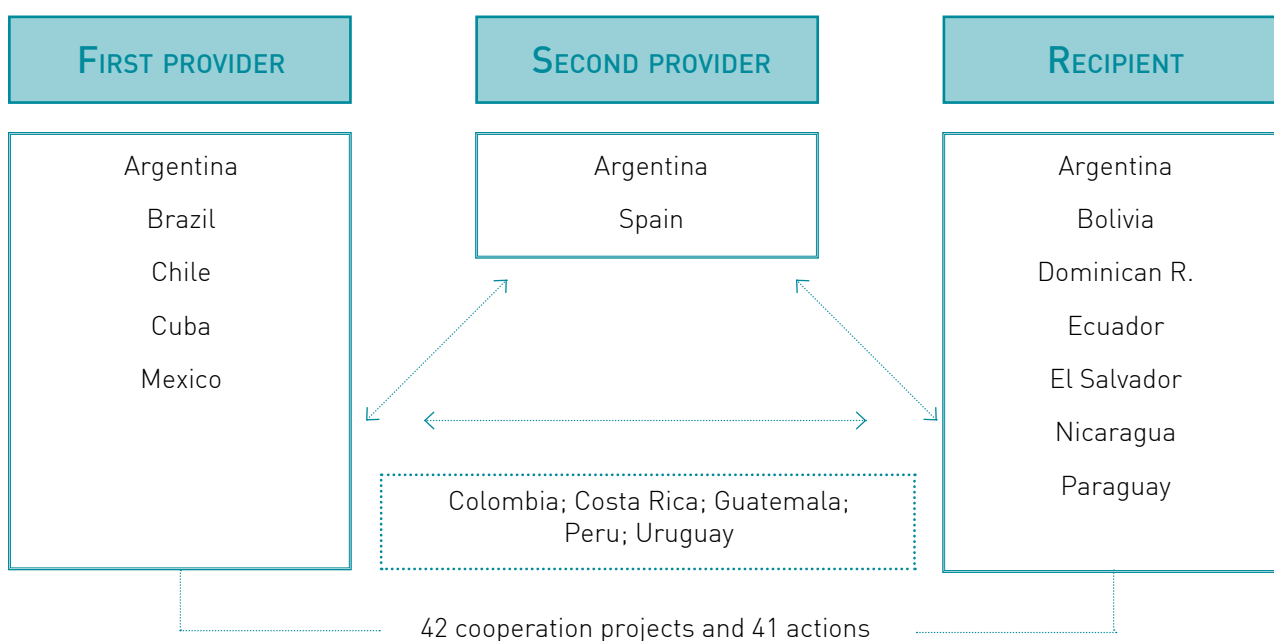 FIRST PROVIDER
SECOND PROVIDER
RECIPIENT
Argentina
Brazil
Chile
Cuba
Mexico
Argentina
Spain
Argentina
Bolivia
Dominican R.
Ecuador
El Salvador
Nicaragua
Paraguay
Colombia; Costa Rica; Guatemala;
Peru; Uruguay
42 cooperation projects and 41 actions